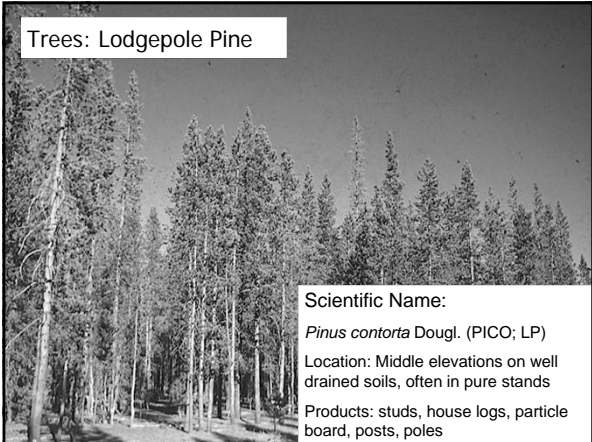 Trees: Lodgepole Pine
Scientific Name:
Pinus contorta Dougl. (PICO; LP)
Location: Middle elevations on well
drained soils, often in pure stands
Products: studs, house logs, particle
board, posts, poles